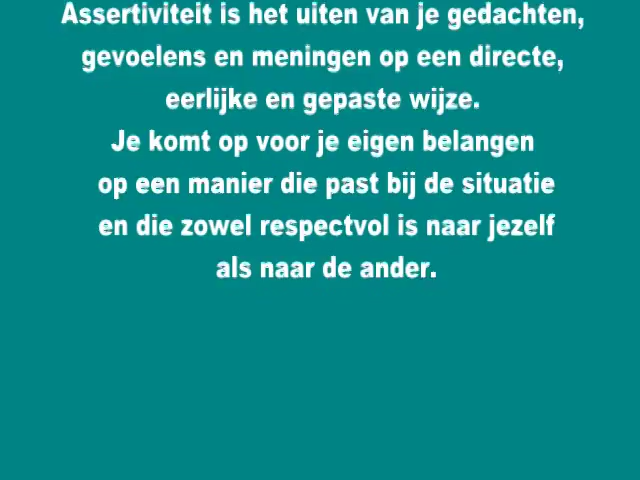 Assertiviteit is het uiten van je gedachten,
gevoelens en meningen op een directe,
eerlijke en gepaste wijze.
Je komt op voor je eigen belangen
op een manier die past bij de situatie
en die zowel respectvol is naar jezelf
als naar de ander.